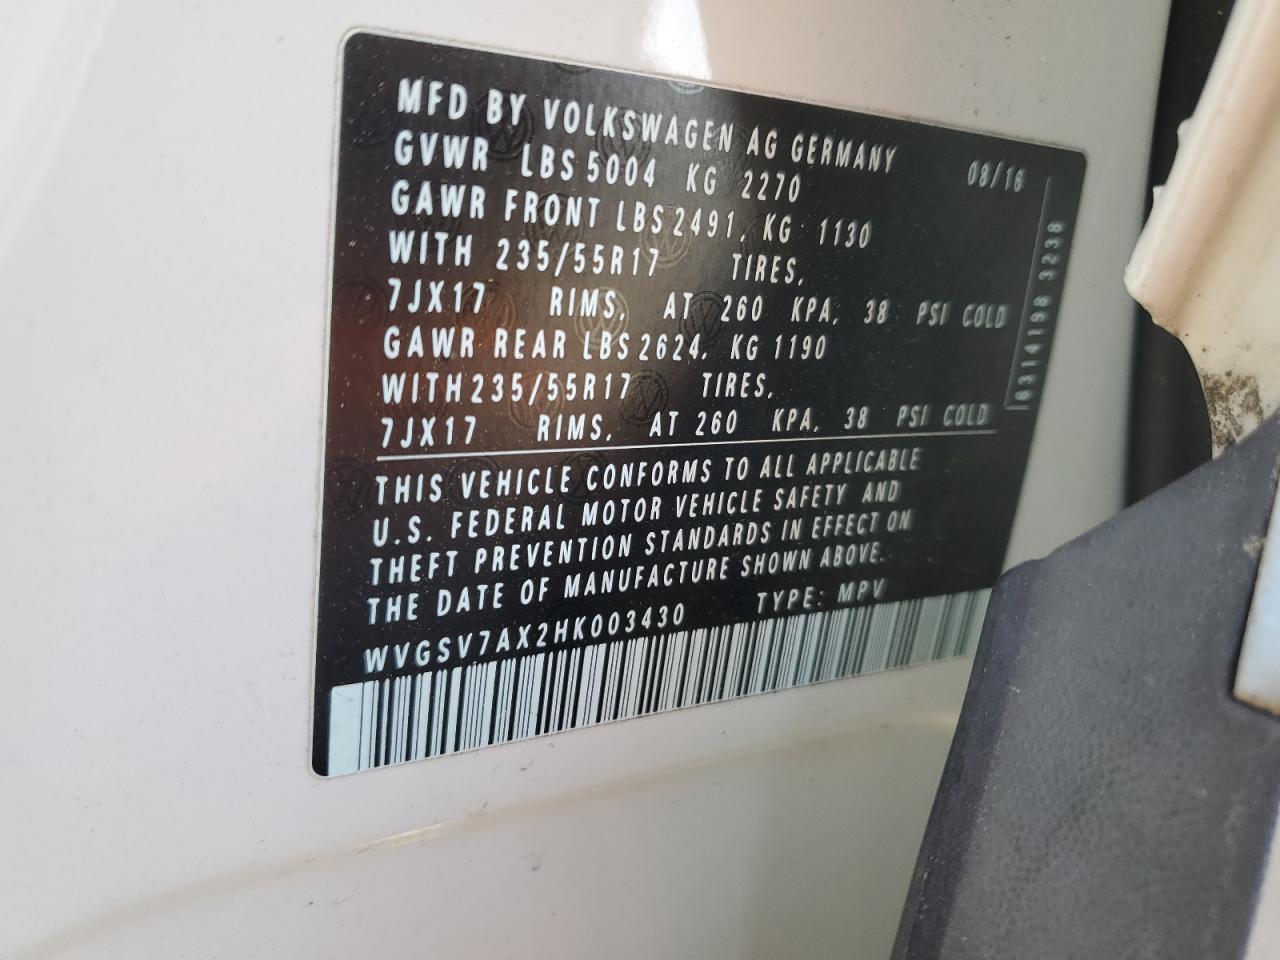 MFD BY VOLKSWAGEN AG GERMANY 08/16
GVWR LBS 5004 KG 2270
GAWR FRONT LBS 2491, KG 1130
WITH 235/55R17 TIRES,
7JX17 RIMS, AT 260 KPA, 38 PSI COLD
GAWR REAR LBS 2624, KG 1190
WITH 235/55R17 TIRES,
7JX17 RIMS, AT 260 KPA, 38 PSI COLD
THIS VEHICLE CONFORMS TO ALL APPLICABLE
U.S. FEDERAL MOTOR VEHICLE SAFETY AND
THEFT PREVENTION STANDARDS IN EFFECT ON
THE DATE OF MANUFACTURE SHOWN ABOVE.
WVGSV7AX2HK003430 TYPE: MPV
6314198 3238